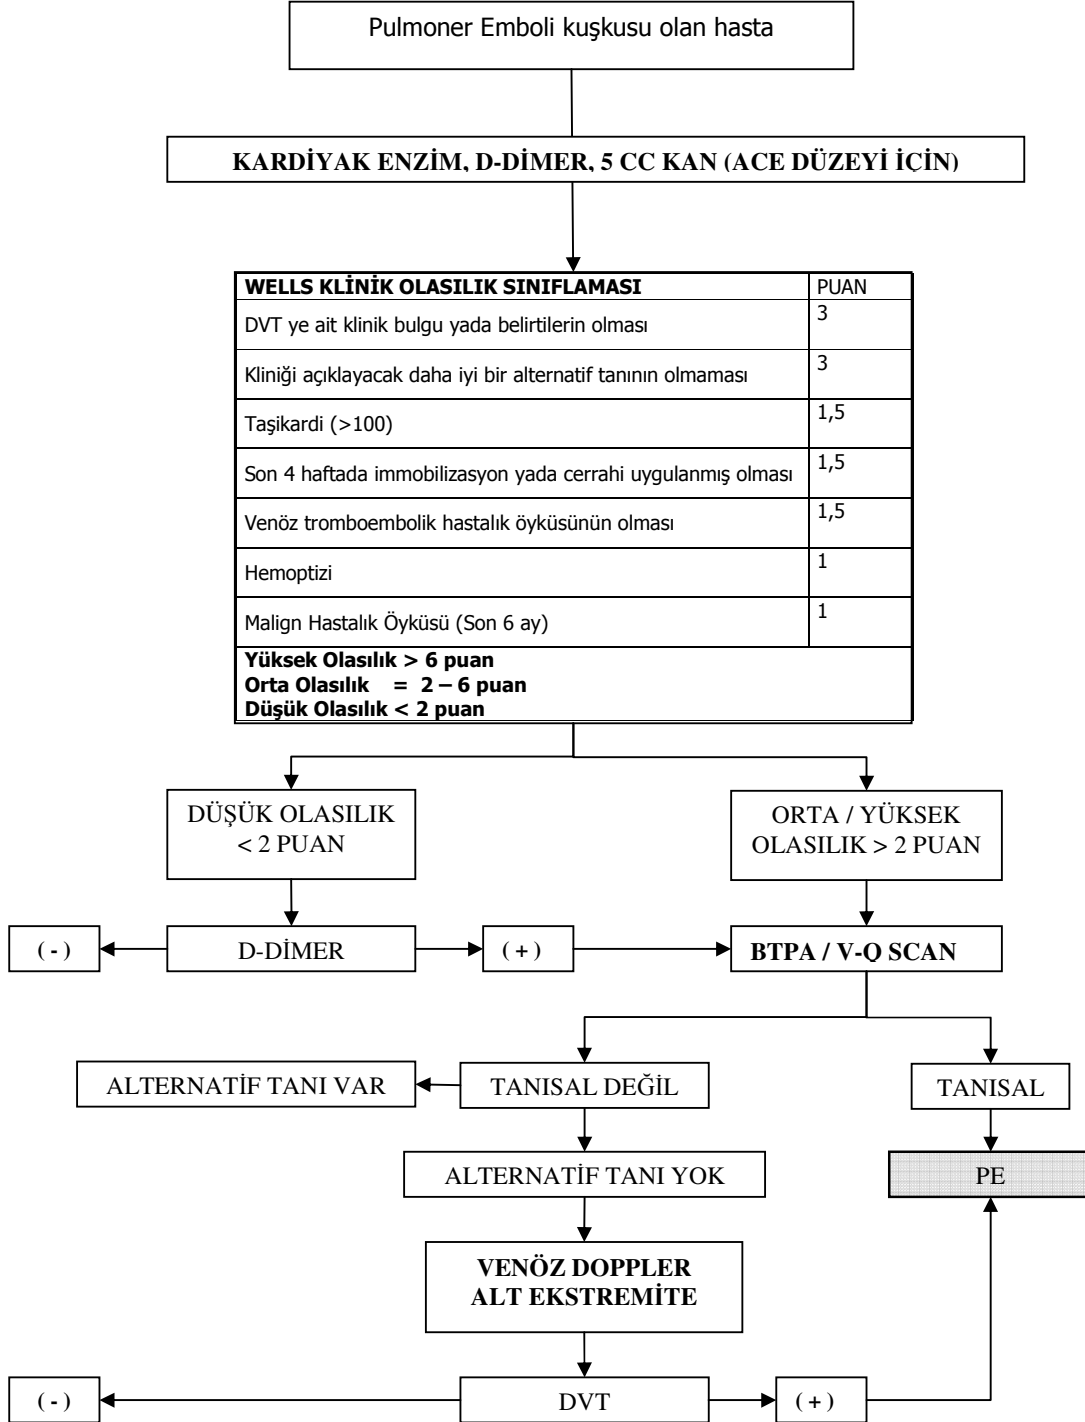 Pulmoner Emboli kuşkusu olan hasta
KARDİYAK ENZİM, D-DİMER, 5 CC KAN (ACE DÜZEYİ İÇİN)
WELLS KLİNİK OLASILIK SINIFLAMASI PUAN
DVT ye ait klinik bulgu yada belirtilerin olması 3
Kliniği açıklayacak daha iyi bir alternatif tanının olmaması 3
Taşikardi (>100) 1,5
Son 4 haftada immobilizasyon yada cerrahi uygulanmış olması 1,5
Venöz tromboembolik hastalık öyküsünün olması 1,5
Hemoptizi 1
Malign Hastalık Öyküsü (Son 6 ay) 1
Yüksek Olasılık > 6 puan
Orta Olasılık = 2 – 6 puan
Düşük Olasılık < 2 puan
DÜŞÜK OLASILIK
< 2 PUAN
ORTA / YÜKSEK
OLASILIK > 2 PUAN
( - ) D-DİMER ( + ) BTPA / V-Q SCAN
ALTERNATİF TANI VAR TANISAL DEĞİL TANISAL
ALTERNATİF TANI YOK PE
VENÖZ DOPPLER
ALT EKSTREMİTE
( - ) DVT ( + )